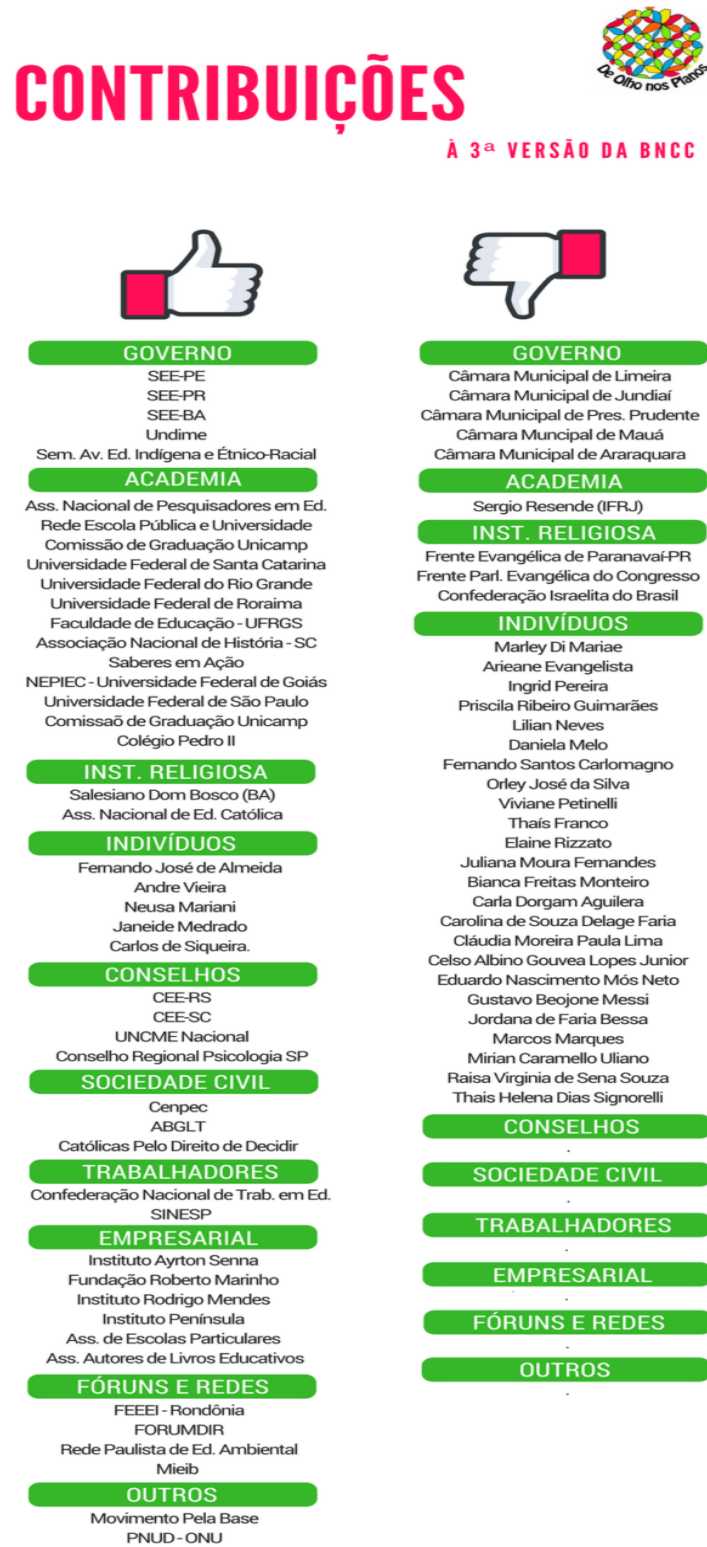 De Olho nos Planos
CONTRIBUIÇÕES
À 3ª VERSÃO DA BNCC
GOVERNO
SEE-PE
SEE-PR
SEE-BA
Undime
Sem. Av. Ed. Indígena e Étnico-Racial
ACADEMIA
Ass. Nacional de Pesquisadores em Ed.
Rede Escola Pública e Universidade
Comissão de Graduação Unicamp
Universidade Federal de Santa Catarina
Universidade Federal do Rio Grande
Universidade Federal de Roraima
Faculdade de Educação - UFRGS
Associação Nacional de História - SC
Saberes em Ação
NEPIEC - Universidade Federal de Goiás
Universidade Federal de São Paulo
Comissaõ de Graduação Unicamp
Colégio Pedro II
INST. RELIGIOSA
Salesiano Dom Bosco (BA)
Ass. Nacional de Ed. Católica
INDIVÍDUOS
Fernando José de Almeida
Andre Vieira
Neusa Mariani
Janeide Medrado
Carlos de Siqueira.
CONSELHOS
CEE-RS
CEE-SC
UNCME Nacional
Conselho Regional Psicologia SP
SOCIEDADE CIVIL
Cenpec
ABGLT
Católicas Pelo Direito de Decidir
TRABALHADORES
Confederação Nacional de Trab. em Ed.
SINESP
EMPRESARIAL
Instituto Ayrton Senna
Fundação Roberto Marinho
Instituto Rodrigo Mendes
Instituto Península
Ass. de Escolas Particulares
Ass. Autores de Livros Educativos
FÓRUNS E REDES
FEEEI - Rondônia
FORUMDIR
Rede Paulista de Ed. Ambiental
Mieib
OUTROS
Movimento Pela Base
PNUD - ONU
GOVERNO
Câmara Municipal de Limeira
Câmara Municipal de Jundiaí
Câmara Municipal de Pres. Prudente
Câmara Muncipal de Mauá
Câmara Municipal de Araraquara
ACADEMIA
Sergio Resende (IFRJ)
INST. RELIGIOSA
Frente Evangélica de Paranavaí-PR
Frente Parl. Evangélica do Congresso
Confederação Israelita do Brasil
INDIVÍDUOS
Marley Di Mariae
Arieane Evangelista
Ingrid Pereira
Priscila Ribeiro Guimarães
Lilian Neves
Daniela Melo
Fernando Santos Carlomagno
Orley José da Silva
Viviane Petinelli
Thaís Franco
Elaine Rizzato
Juliana Moura Fernandes
Bianca Freitas Monteiro
Carla Dorgam Aguilera
Carolina de Souza Delage Faria
Cláudia Moreira Paula Lima
Celso Albino Gouvea Lopes Junior
Eduardo Nascimento Mós Neto
Gustavo Beojone Messi
Jordana de Faria Bessa
Marcos Marques
Mirian Caramello Uliano
Raisa Virginia de Sena Souza
Thais Helena Dias Signorelli
CONSELHOS
.
SOCIEDADE CIVIL
.
TRABALHADORES
.
EMPRESARIAL
.
FÓRUNS E REDES
.
OUTROS
.